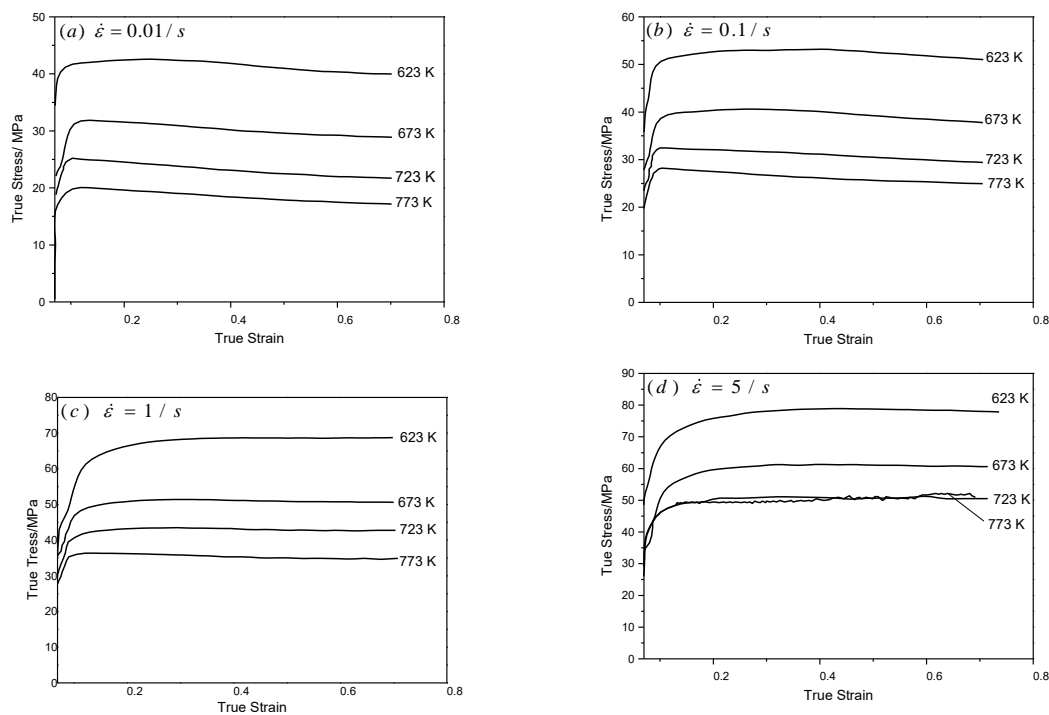 (a) ε̇ = 0.01/ s
50
40
30
20
10
0
True Stress/ MPa
623 K
673 K
723 K
773 K
0.2
0.4
0.6
0.8
True Strain
(b) ε̇ = 0.1/ s
60
50
40
30
20
10
0
True Stress/MPa
623 K
673 K
723 K
773 K
0.2
0.4
0.6
0.8
True Strain
(c) ε̇ = 1 / s
80
70
60
50
40
30
20
10
0
True Tress/MPa
623 K
673 K
723 K
773 K
0.2
0.4
0.6
0.8
True Strain
(d) ε̇ = 5 / s
90
80
70
60
50
40
30
20
10
0
Tue Stress/MPa
623 K
673 K
723 K
773 K
0.2
0.4
0.6
0.8
True Strain